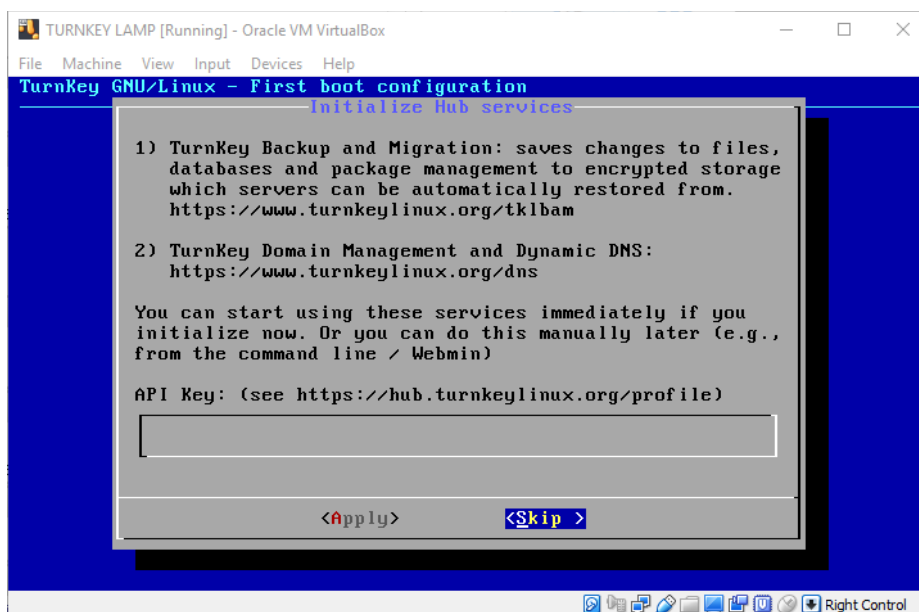 TURNKEY LAMP [Running] - Oracle VM VirtualBox
File Machine View Input Devices Help
TurnKey GNU/Linux - First boot configuration
Initialize Hub services
1) TurnKey Backup and Migration: saves changes to files,
databases and package management to encrypted storage
which servers can be automatically restored from.
https://www.turnkeylinux.org/tklbam
2) TurnKey Domain Management and Dynamic DNS:
https://www.turnkeylinux.org/dns
You can start using these services immediately if you
initialize now. Or you can do this manually later (e.g.,
from the command line / Webmin)
API Key: (see https://hub.turnkeylinux.org/profile)
<Apply> <Skip >
Right Control